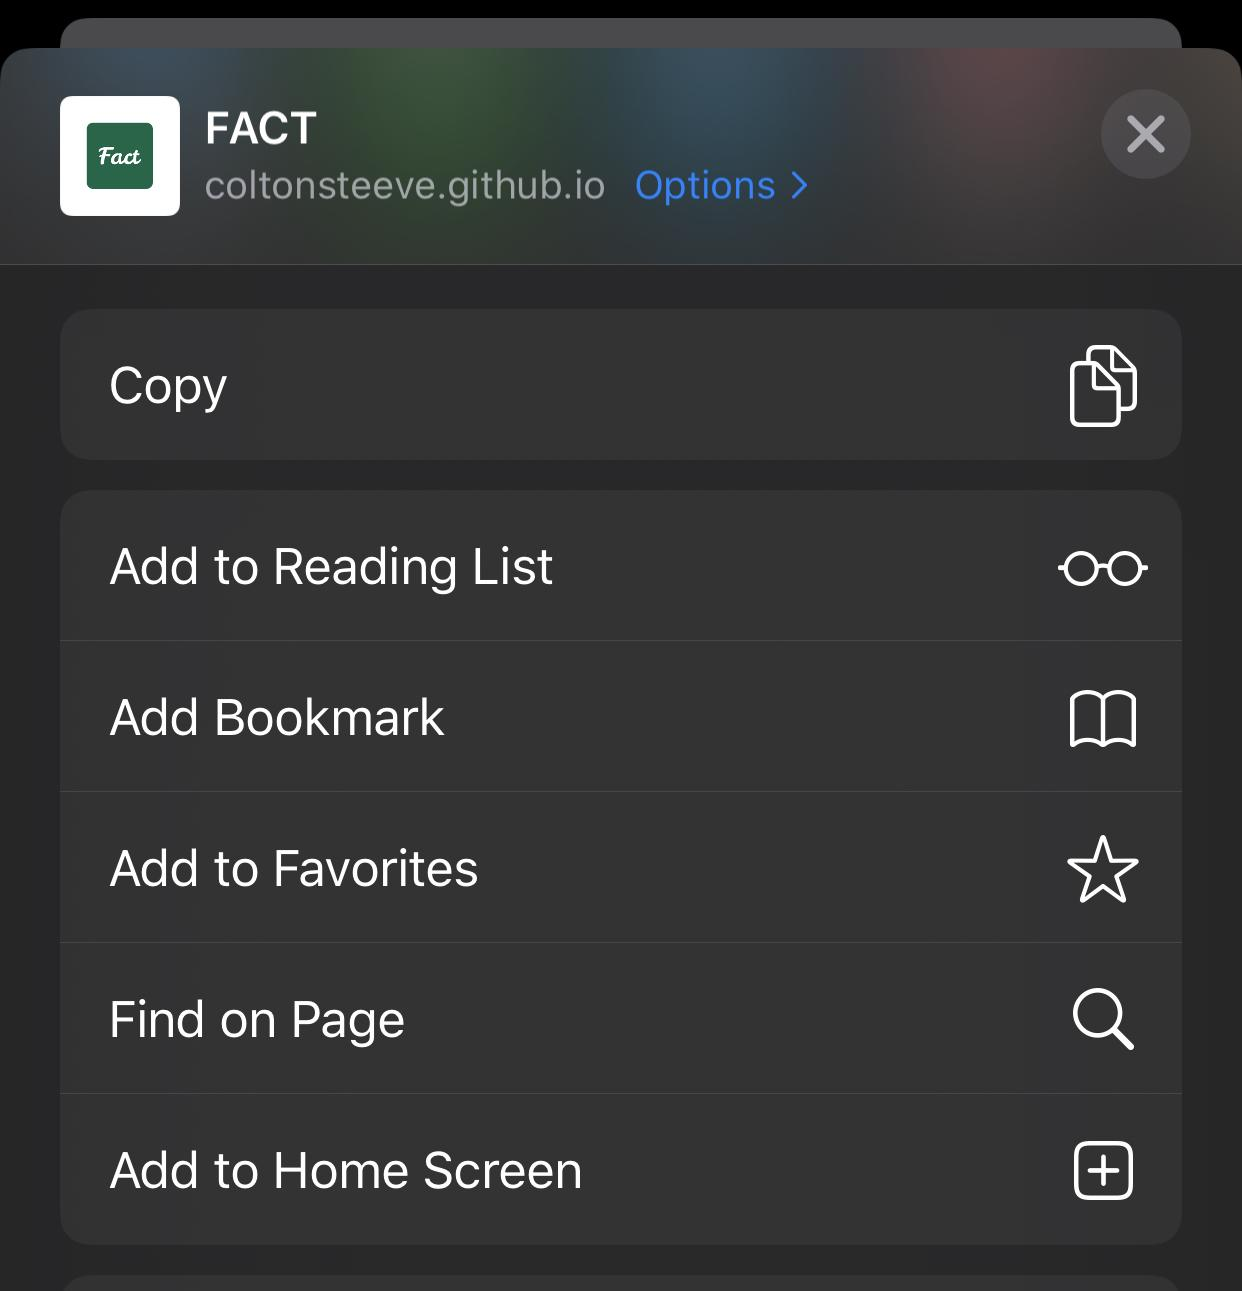 Fact
FACT
coltonsteeve.github.io Options
Copy
Add to Reading List
Add Bookmark
Add to Favorites
Find on Page
Add to Home Screen